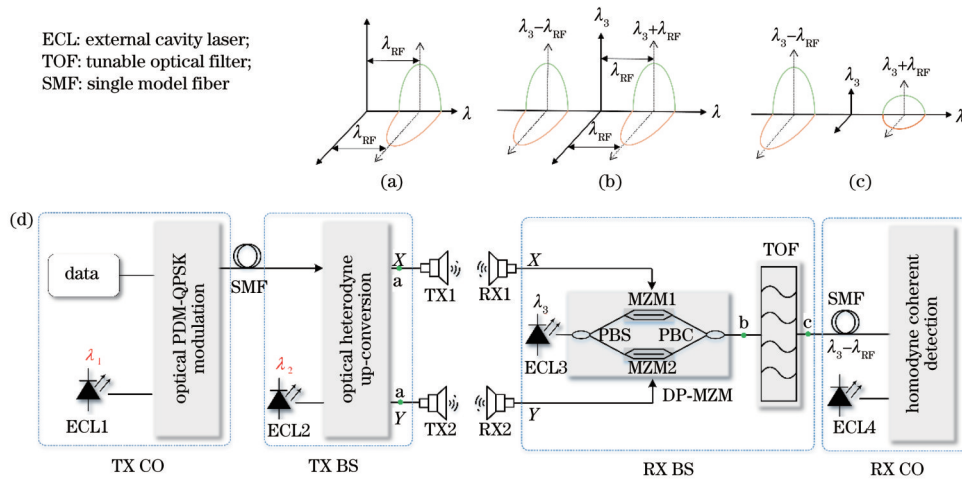 ECL: external cavity laser;
TOF: tunable optical filter;
SMF: single model fiber
λRF
λRF
λ
(a)
λ3−λRF
λ3
λ3+λRF
λRF
λRF
λ
(b)
λ3−λRF
λ3
λ3+λRF
λ
(c)
(d)
data
λ1
ECL1
optical PDM-QPSK
modulation
TX CO
SMF
λ2
ECL2
optical heterodyne
up-conversion
X
a
a
Y
TX1
TX2
TX BS
RX1
X
RX2
Y
λ3
ECL3
MZM1
PBS
PBC
MZM2
DP-MZM
b
TOF
c
RX BS
SMF
λ3−λRF
ECL4
homodyne coherent
detection
RX CO